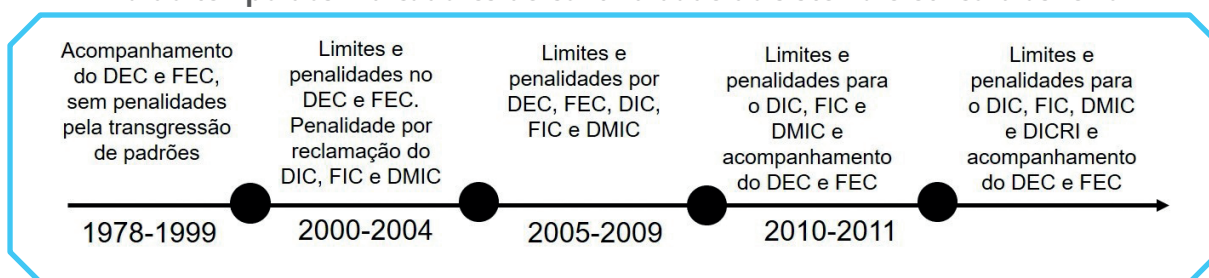 Acompanhamento
do DEC e FEC,
sem penalidades
pela transgressão
de padrões
Limites e
penalidades no
DEC e FEC.
Penalidade por
reclamação do
DIC, FIC e DMIC
Limites e
penalidades por
DEC, FEC, DIC,
FIC e DMIC
Limites e
penalidades para
o DIC, FIC e
DMIC e
acompanhamento
do DEC e FEC
Limites e
penalidades para
o DIC, FIC, DMIC
e DICRI e
acompanhamento
do DEC e FEC
1978-1999
2000-2004
2005-2009
2010-2011